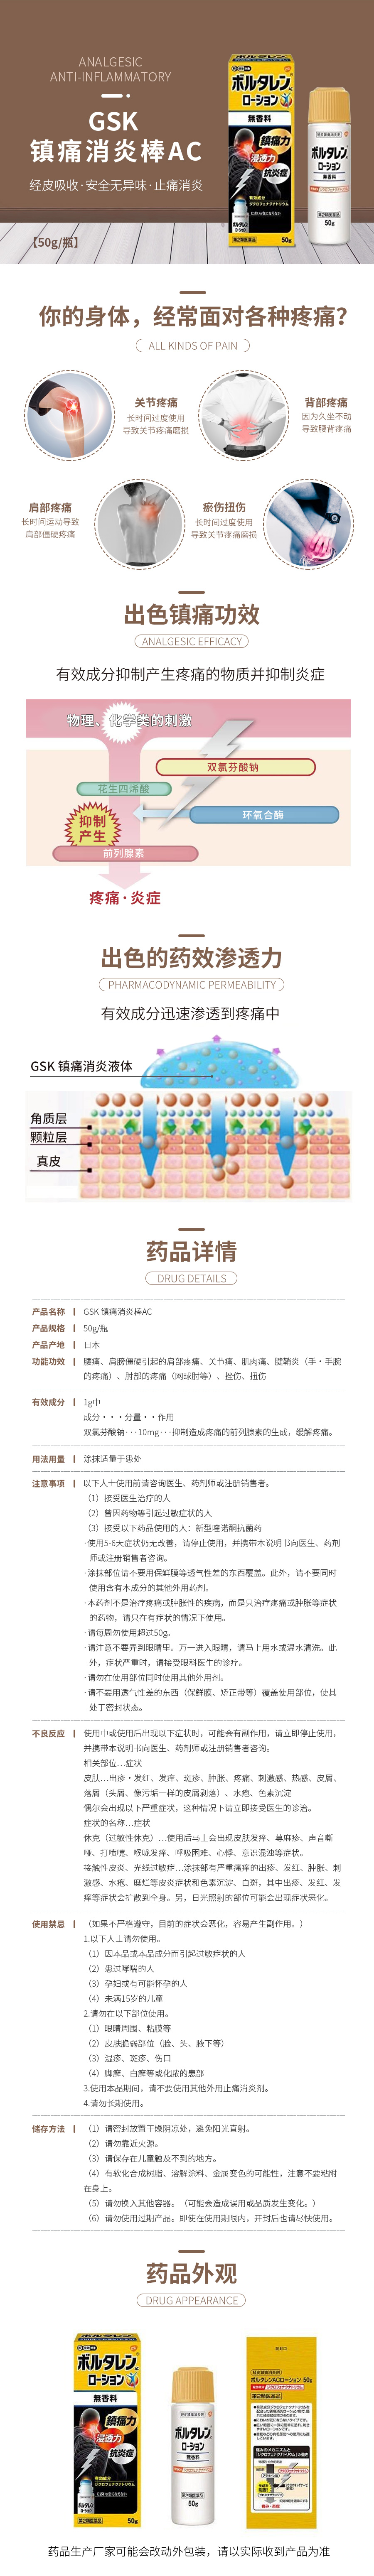 ANALGESIC
ANTI-INFLAMMATORY
GSK
镇痛消炎棒AC
经皮吸收·安全无异味·止痛消炎
【50g/瓶】
ボルタレン
ローション
無香料
鎮痛力
浸透力
抗炎症
50g
ボルタレン
ローション
無香料
50g
你的身体，经常面对各种疼痛？
ALL KINDS OF PAIN
关节疼痛
长时间过度使用
导致关节疼痛磨损
背部疼痛
因为久坐不动
导致腰背疼痛
肩部疼痛
长时间运动导致
肩部僵硬疼痛
瘀伤扭伤
长时间过度使用
导致关节疼痛磨损
出色镇痛功效
ANALGESIC EFFICACY
有效成分抑制产生疼痛的物质并抑制炎症
物理、化学类的刺激
双氯芬酸钠
花生四烯酸
环氧合酶
抑制
产生
前列腺素
疼痛·炎症
出色的药效渗透力
PHARMACODYNAMIC PERMEABILITY
有效成分迅速渗透到疼痛中
GSK 镇痛消炎液体
角质层
颗粒层
真皮
药品详情
DRUG DETAILS
产品名称 GSK 镇痛消炎棒AC
产品规格 50g/瓶
产品产地 日本
功能功效 腰痛、肩膀僵硬引起的肩部疼痛、关节痛、肌肉痛、腱鞘炎（手·手腕
的疼痛）、肘部的疼痛（网球肘等）、挫伤、扭伤
有效成分 1g中
成分・・・分量・・作用
双氯芬酸钠···10mg···抑制造成疼痛的前列腺素的生成，缓解疼痛。
用法用量 涂抹适量于患处
注意事项 以下人士使用前请咨询医生、药剂师或注册销售者。
（1）接受医生治疗的人
（2）曾因药物等引起过敏症状的人
（3）接受以下药品使用的人：新型喹诺酮抗菌药
·使用5-6天症状仍无改善，请停止使用，并携带本说明书向医生、药剂
师或注册销售者咨询。
·涂抹部位请不要用保鲜膜等透气性差的东西覆盖。此外，请不要同时
使用含有本成分的其他外用药剂。
·本药剂不是治疗疼痛或肿胀性的疾病，而是只治疗疼痛或肿胀等症状
的药物，请只在有症状的情况下使用。
·请每周勿使用超过50g。
·请注意不要弄到眼睛里。万一进入眼睛，请马上用水或温水清洗。此
外，症状严重时，请接受眼科医生的诊疗。
·请勿在使用部位同时使用其他外用剂。
·请不要用透气性差的东西（保鲜膜、矫正带等）覆盖使用部位，使其
处于密封状态。
不良反应 使用中或使用后出现以下症状时，可能会有副作用，请立即停止使用，
并携带本说明书向医生、药剂师或注册销售者咨询。
相关部位…症状
皮肤…出疹・发红、发痒、斑疹、肿胀、疼痛、刺激感、热感、皮屑、
落屑（头屑、像污垢一样的皮屑剥落）、水疱、色素沉淀
偶尔会出现以下严重症状，这种情况下请立即接受医生的诊治。
症状的名称…症状
休克（过敏性休克）…使用后马上会出现皮肤发痒、荨麻疹、声音嘶
哑、打喷嚏、喉咙发痒、呼吸困难、心悸、意识混浊等症状。
接触性皮炎、光线过敏症…涂抹部有严重瘙痒的出疹、发红、肿胀、刺
激感、水疱、糜烂等皮炎症状和色素沉淀、白斑，其中出疹、发红、发
痒等症状会扩散到全身。另，日光照射的部位可能会出现症状恶化。
使用禁忌 （如果不严格遵守，目前的症状会恶化，容易产生副作用。）
1.以下人士请勿使用。
（1）因本品或本品成分而引起过敏症状的人
（2）患过哮喘的人
（3）孕妇或有可能怀孕的人
（4）未满15岁的儿童
2.请勿在以下部位使用。
（1）眼睛周围、粘膜等
（2）皮肤脆弱部位（脸、头、腋下等）
（3）湿疹、斑疹、伤口
（4）脚癣、白癣等或化脓的患部
3.使用本品期间，请不要使用其他外用止痛消炎剂。
4.请勿长期使用。
储存方法 （1）请密封放置干燥阴凉处，避免阳光直射。
（2）请勿靠近火源。
（3）请保存在儿童触及不到的地方。
（4）有软化合成树脂、溶解涂料、金属变色的可能性，注意不要粘附
在身上。
（5）请勿换入其他容器。（可能会造成误用或品质发生变化。）
（6）请勿使用过期产品。即使在使用期限内，开封后也请尽快使用。
药品外观
DRUG APPEARANCE
ボルタレン
ローション
無香料
鎮痛力
浸透力
抗炎症
50g
ボルタレン
ローション
無香料
50g
ボルタレンACローション 50g
药品生产厂家可能会改动外包装，请以实际收到产品为准